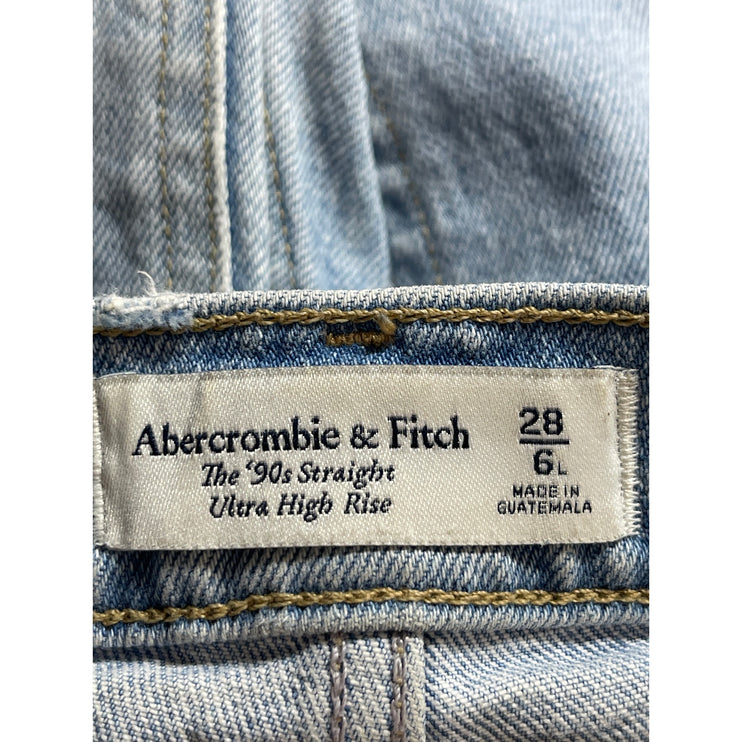 Abercrombie & Fitch
The '90s Straight
Ultra High Rise
28
6L
MADE IN
GUATEMALA